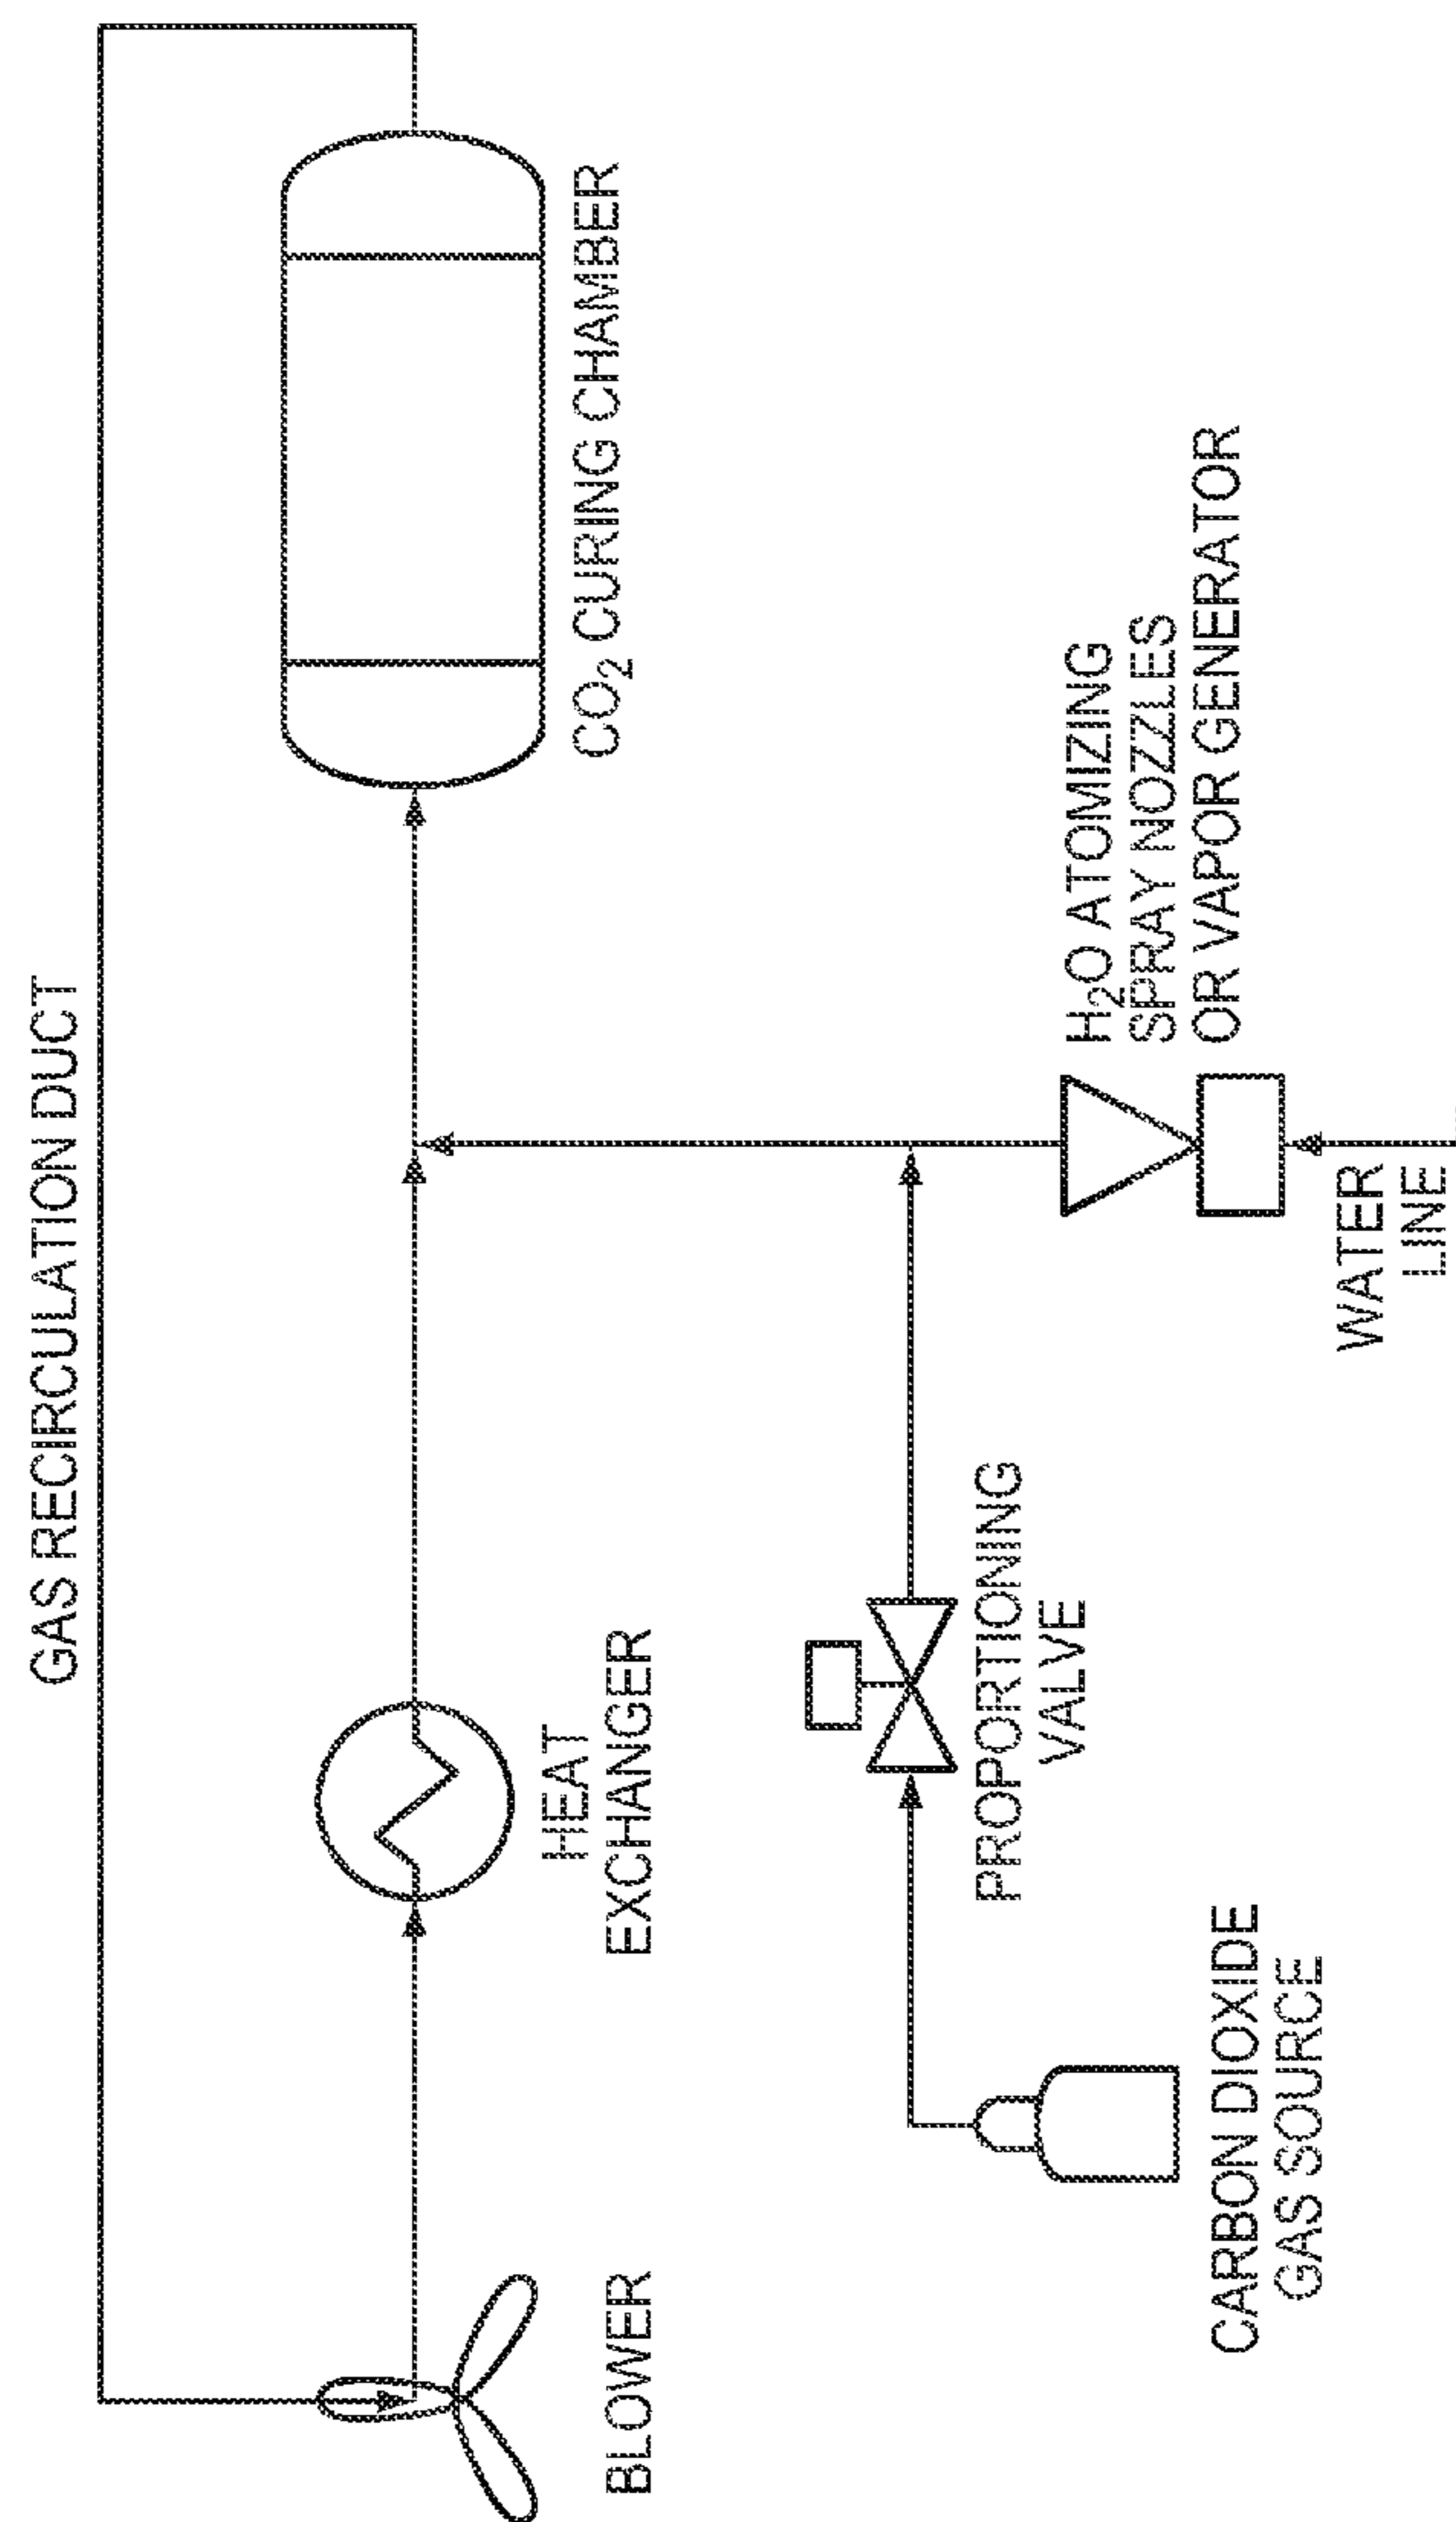 GAS RECIRCULATION DUCT
CO₂ CURING CHAMBER
HEAT
EXCHANGER
BLOWER
H₂O ATOMIZING
SPRAY NOZZLES
OR VAPOR GENERATOR
PROPORTIONING
VALVE
WATER
LINE
CARBON DIOXIDE
GAS SOURCE